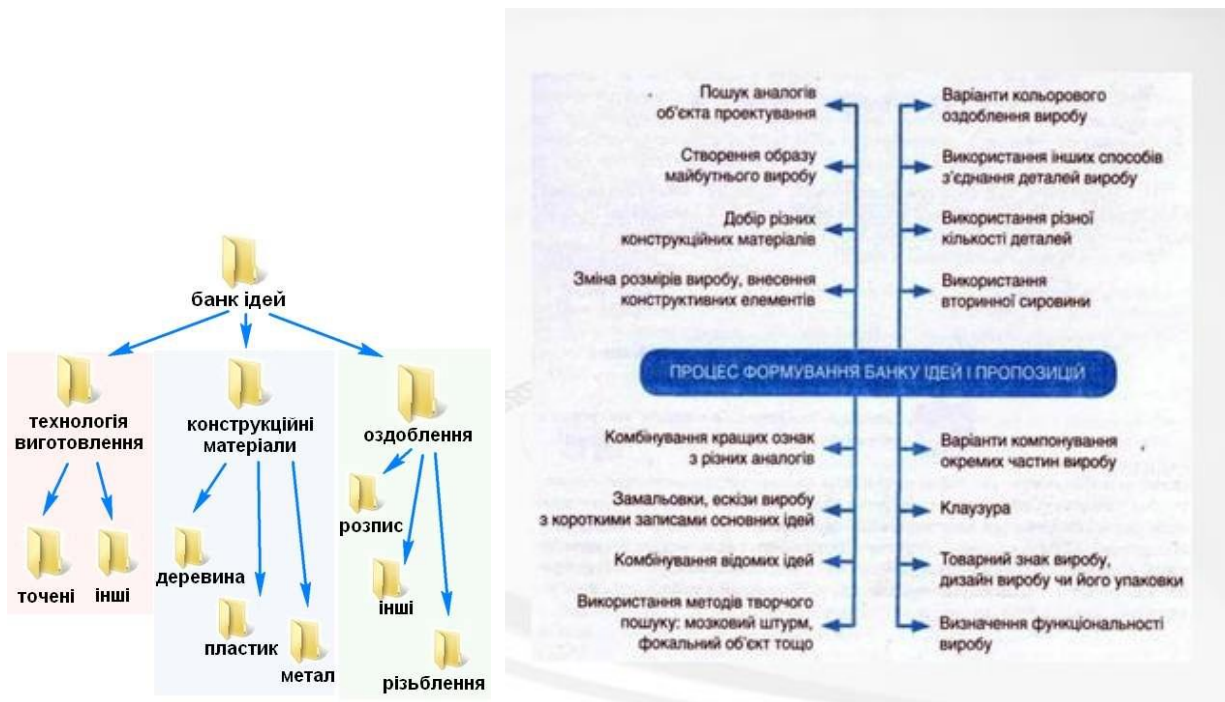 банк ідей
технологія
виготовлення
конструкційні
матеріали
оздоблення
точені
інші
деревина
пластик
метал
розпис
інші
різьблення
Пошук аналогів
об'єкта проектування
Створення образу
майбутнього виробу
Добір різних
конструкційних матеріалів
Зміна розмірів виробу, внесення
конструктивних елементів
Варіанти кольорового
оздоблення виробу
Використання інших способів
з'єднання деталей виробу
Використання різної
кількості деталей
Використання
вторинної сировини
ПРОЦЕС ФОРМУВАННЯ БАНКУ ІДЕЙ І ПРОПОЗИЦІЙ
Комбінування кращих ознак
з різних аналогів
Замальовки, ескізи виробу
з короткими записами основних ідей
Комбінування відомих ідей
Використання методів творчого
пошуку: мозковий штурм,
фокальний об'єкт тощо
Варіанти компонування
окремих частин виробу
Клаузура
Товарний знак виробу,
дизайн виробу чи його упаковки
Визначення функціональності
виробу